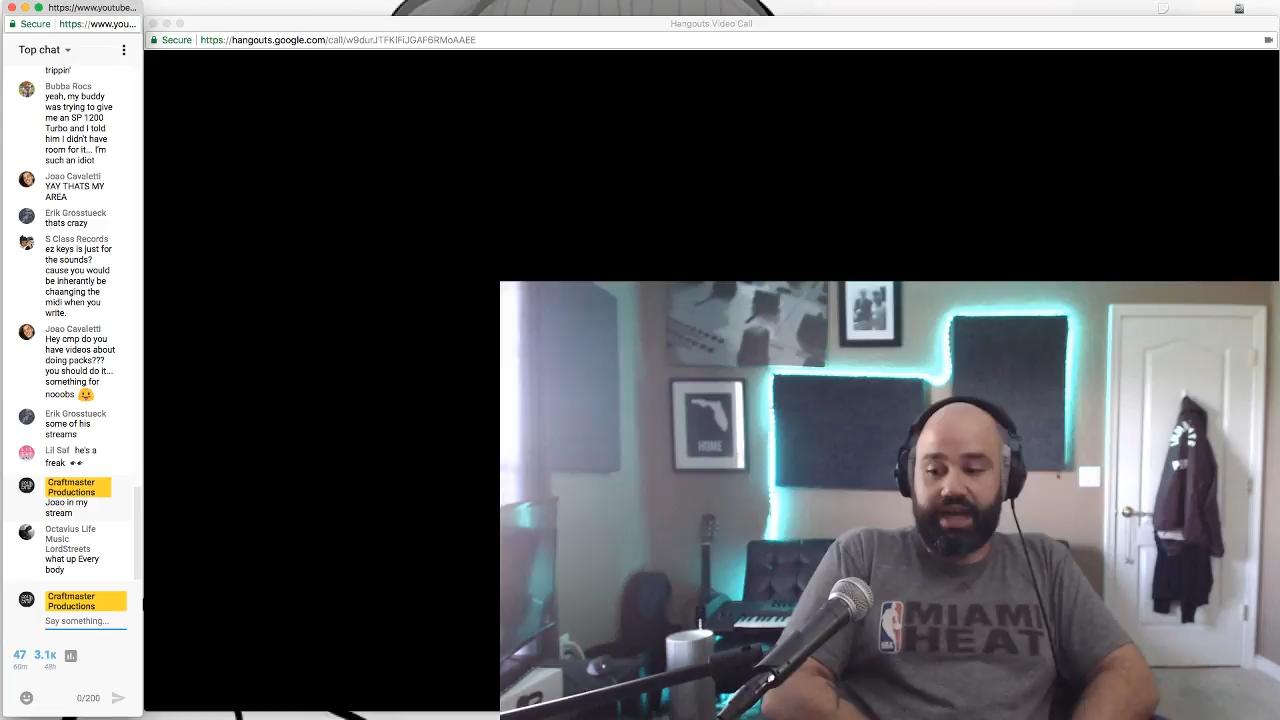 https://www.youtube...
Secure https://www.you...
Top chat
trippin'
Bubba Rocs
yeah, my buddy
was trying to give
me an SP 1200
Turbo and I told
him I didn't have
room for it... I'm
such an idiot
Joao Cavaletti
YAY THATS MY
AREA
Erik Grosstueck
thats crazy
S Class Records
ez keys is just for
the sounds?
cause you would
be inherantly be
chaanging the
midi when you
write.
Joao Cavaletti
Hey cmp do you
have videos about
doing packs???
you should do it...
something for
nooobs
Erik Grosstueck
some of his
streams
Lil Saf he's a
freak
Craftmaster
Productions
Joao in my
stream
Octavius Life
Music
LordStreets
what up Every
body
Craftmaster
Productions
Say something...
47 3.1K
60m 48h
0/200
Hangouts Video Call
Secure https://hangouts.google.com/call/w9durJTFKIFiJGAF6RMoAAEE
HOME
NBA
MIAMI
HEAT